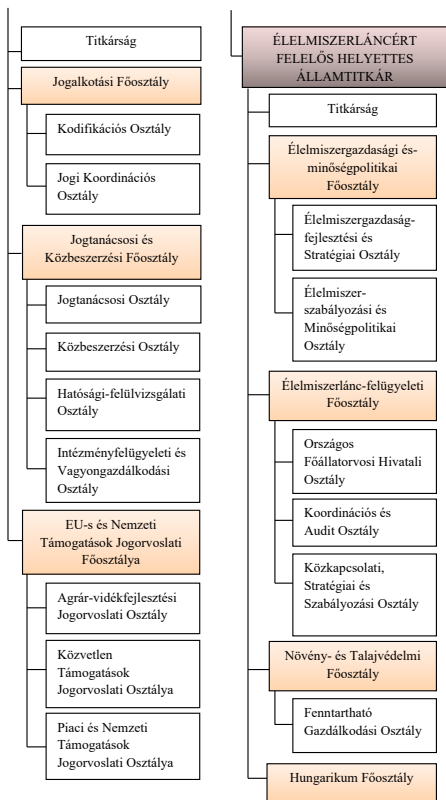 Titkárság
Jogalkotási Főosztály
Kodifikációs Osztály
Jogi Koordinációs
Osztály
Jogtanácsosi és
Közbeszerzési Főosztály
Jogtanácsosi Osztály
Közbeszerzési Osztály
Hatósági-felülvizsgálati
Osztály
Intézményfelügyeleti és
Vagyongazdálkodási
Osztály
EU-s és Nemzeti
Támogatások Jogorvoslati
Főosztálya
Agrár-vidékfejlesztési
Jogorvoslati Osztály
Közvetlen
Támogatások
Jogorvoslati Osztálya
Piaci és Nemzeti
Támogatások
Jogorvoslati Osztálya
ÉLELMISZERLÁNCÉRT
FELELŐS HELYETTES
ÁLLAMTITKÁR
Titkárság
Élelmiszergazdasági és-
minőségpolitikai
Főosztály
Élelmiszergazdaság-
fejlesztési és
Stratégiai Osztály
Élelmiszer-
szabályozási és
Minőségpolitikai
Osztály
Élelmiszerlánc-felügyeleti
Főosztály
Országos
Főállatorvosi Hivatali
Osztály
Koordinációs és
Audit Osztály
Közkapcsolati,
Stratégiai és
Szabályozási Osztály
Növény- és Talajvédelmi
Főosztály
Fenntartható
Gazdálkodási Osztály
Hungarikum Főosztály